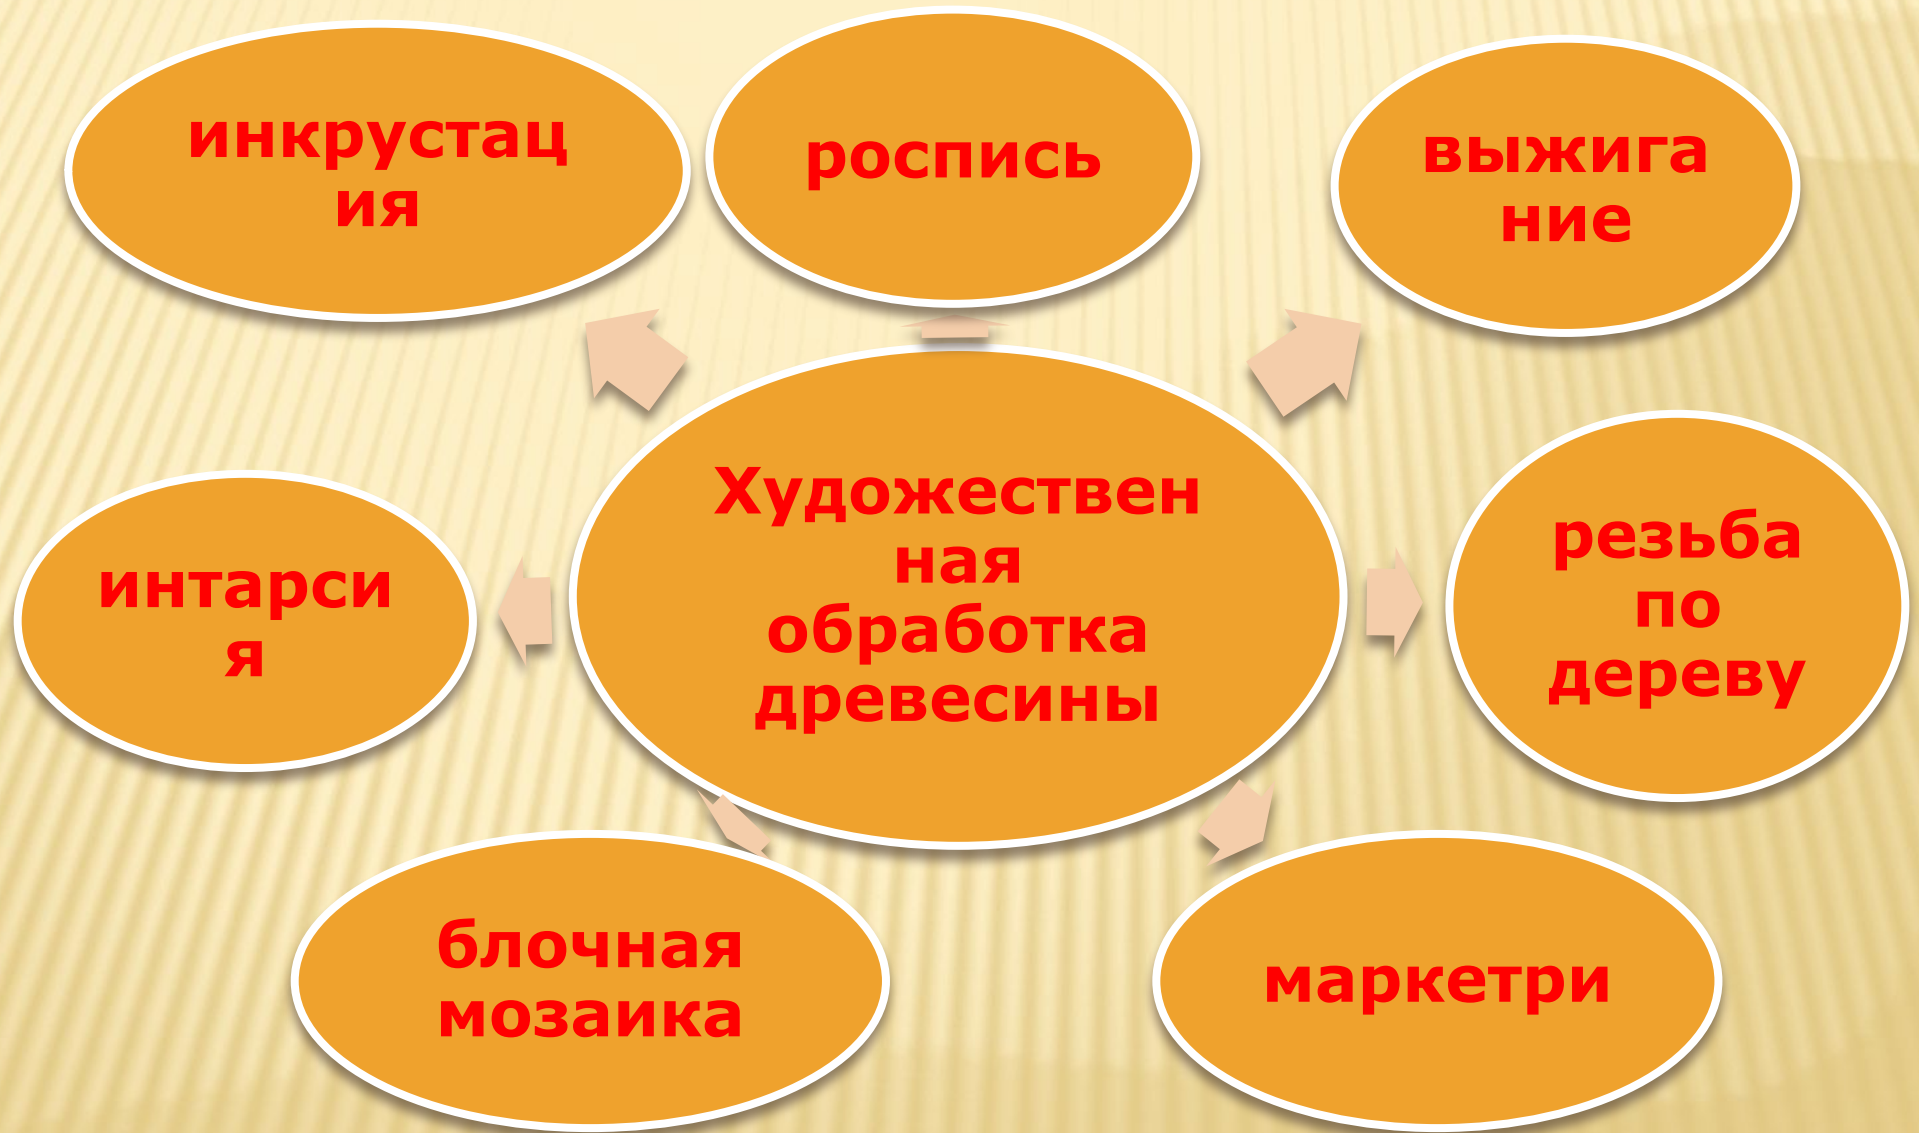 инкрустац
ия
роспись
выжига
ние
Художествен
ная
обработка
древесины
интарси
я
резьба
по
дереву
блочная
мозаика
маркетри